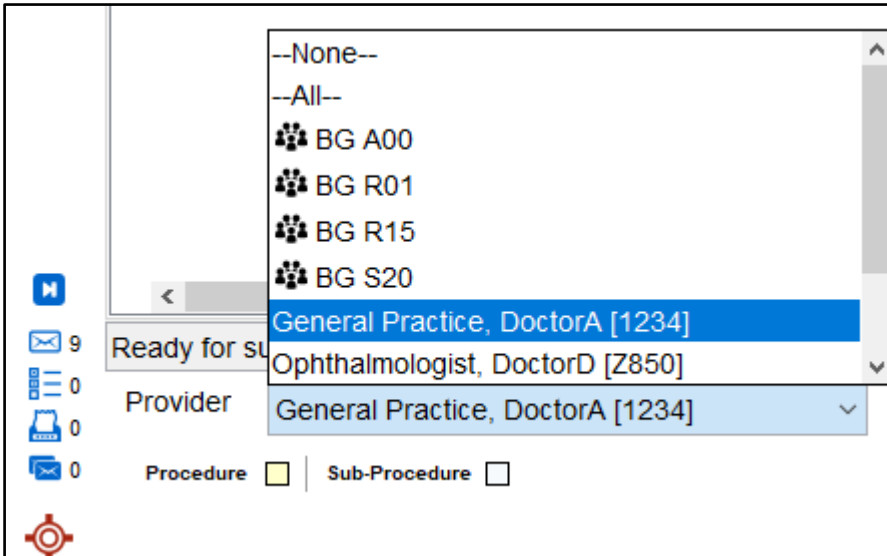 --None--
--All--
BG A00
BG R01
BG R15
BG S20
General Practice, DoctorA [1234]
Ophthalmologist, DoctorD [Z850]
9
Ready for su
0
Provider
General Practice, DoctorA [1234]
0
0
Procedure
Sub-Procedure